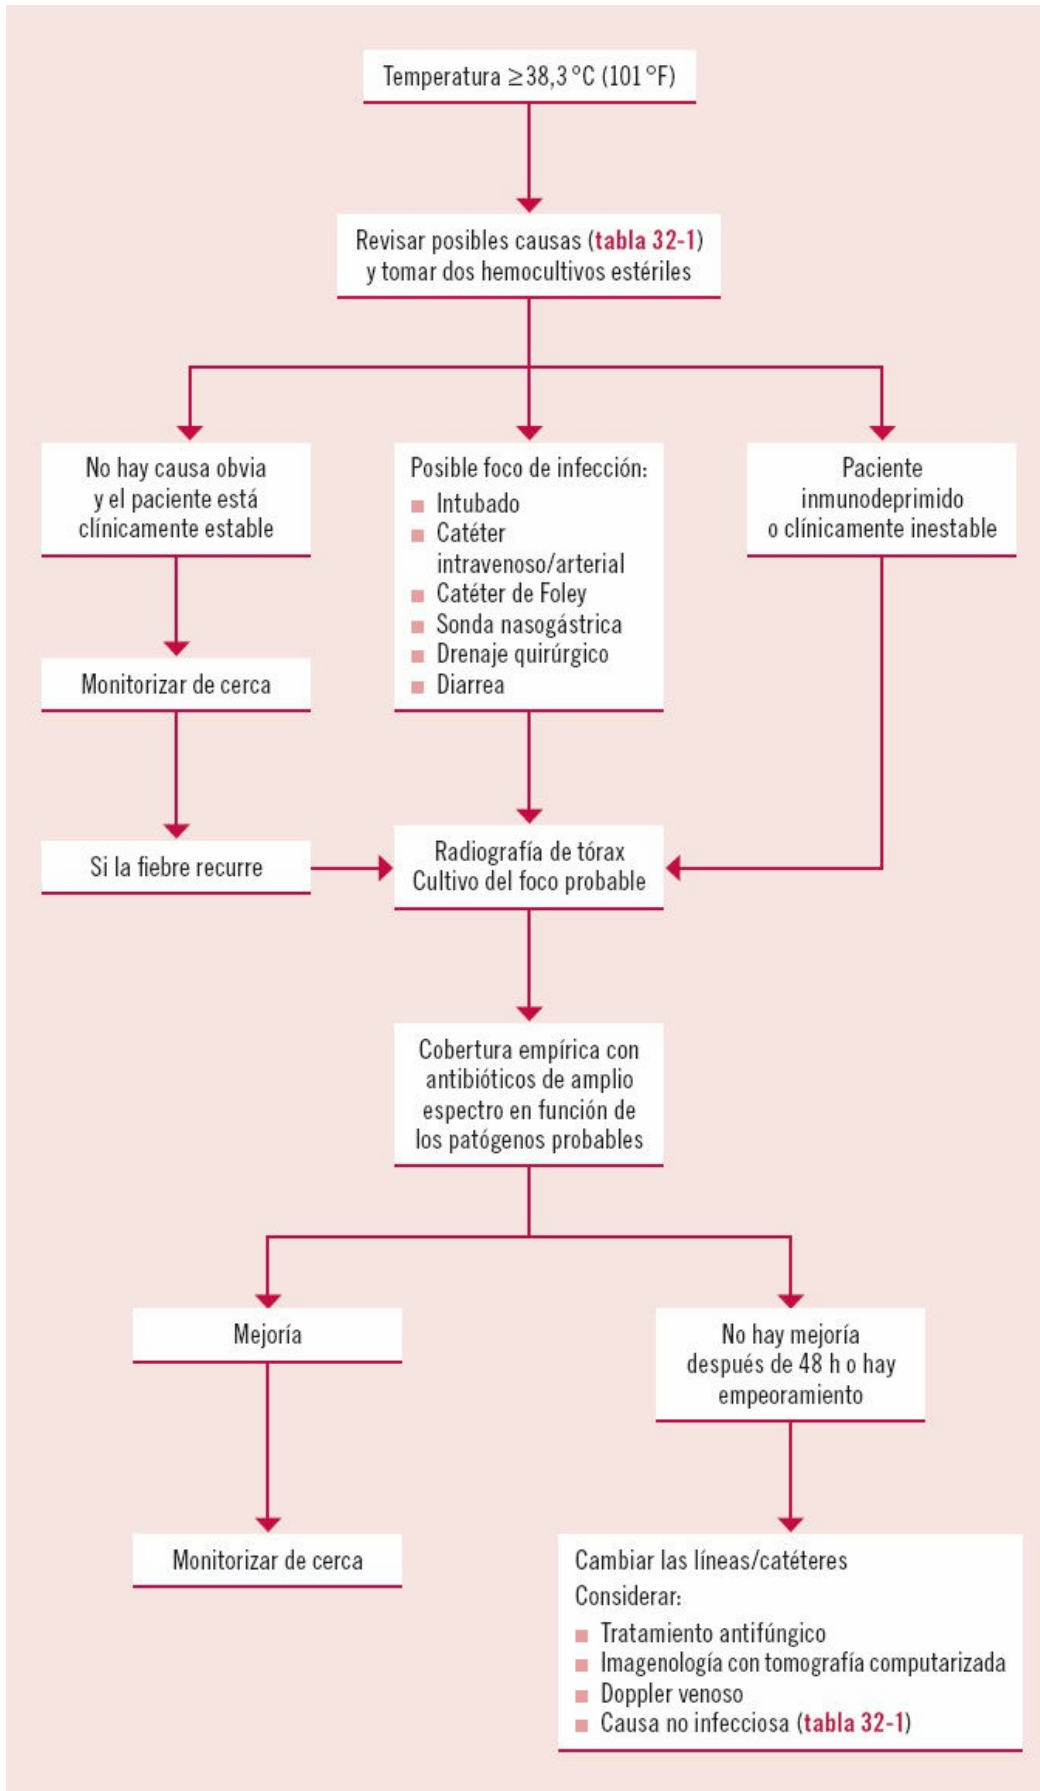 Temperatura ≥38,3 °C (101 °F)
Revisar posibles causas (tabla 32-1)
y tomar dos hemocultivos estériles
No hay causa obvia
y el paciente está
clínicamente estable
Posible foco de infección:
Intubado
Catéter
intravenoso/arterial
Catéter de Foley
Sonda nasogástrica
Drenaje quirúrgico
Diarrea
Paciente
inmunodeprimido
o clínicamente inestable
Monitorizar de cerca
Si la fiebre recurre
Radiografía de tórax
Cultivo del foco probable
Cobertura empírica con
antibióticos de amplio
espectro en función de
los patógenos probables
Mejoría
No hay mejoría
después de 48 h o hay
empeoramiento
Monitorizar de cerca
Cambiar las líneas/catéteres
Considerar:
Tratamiento antifúngico
Imagenología con tomografía computarizada
Doppler venoso
Causa no infecciosa (tabla 32-1)